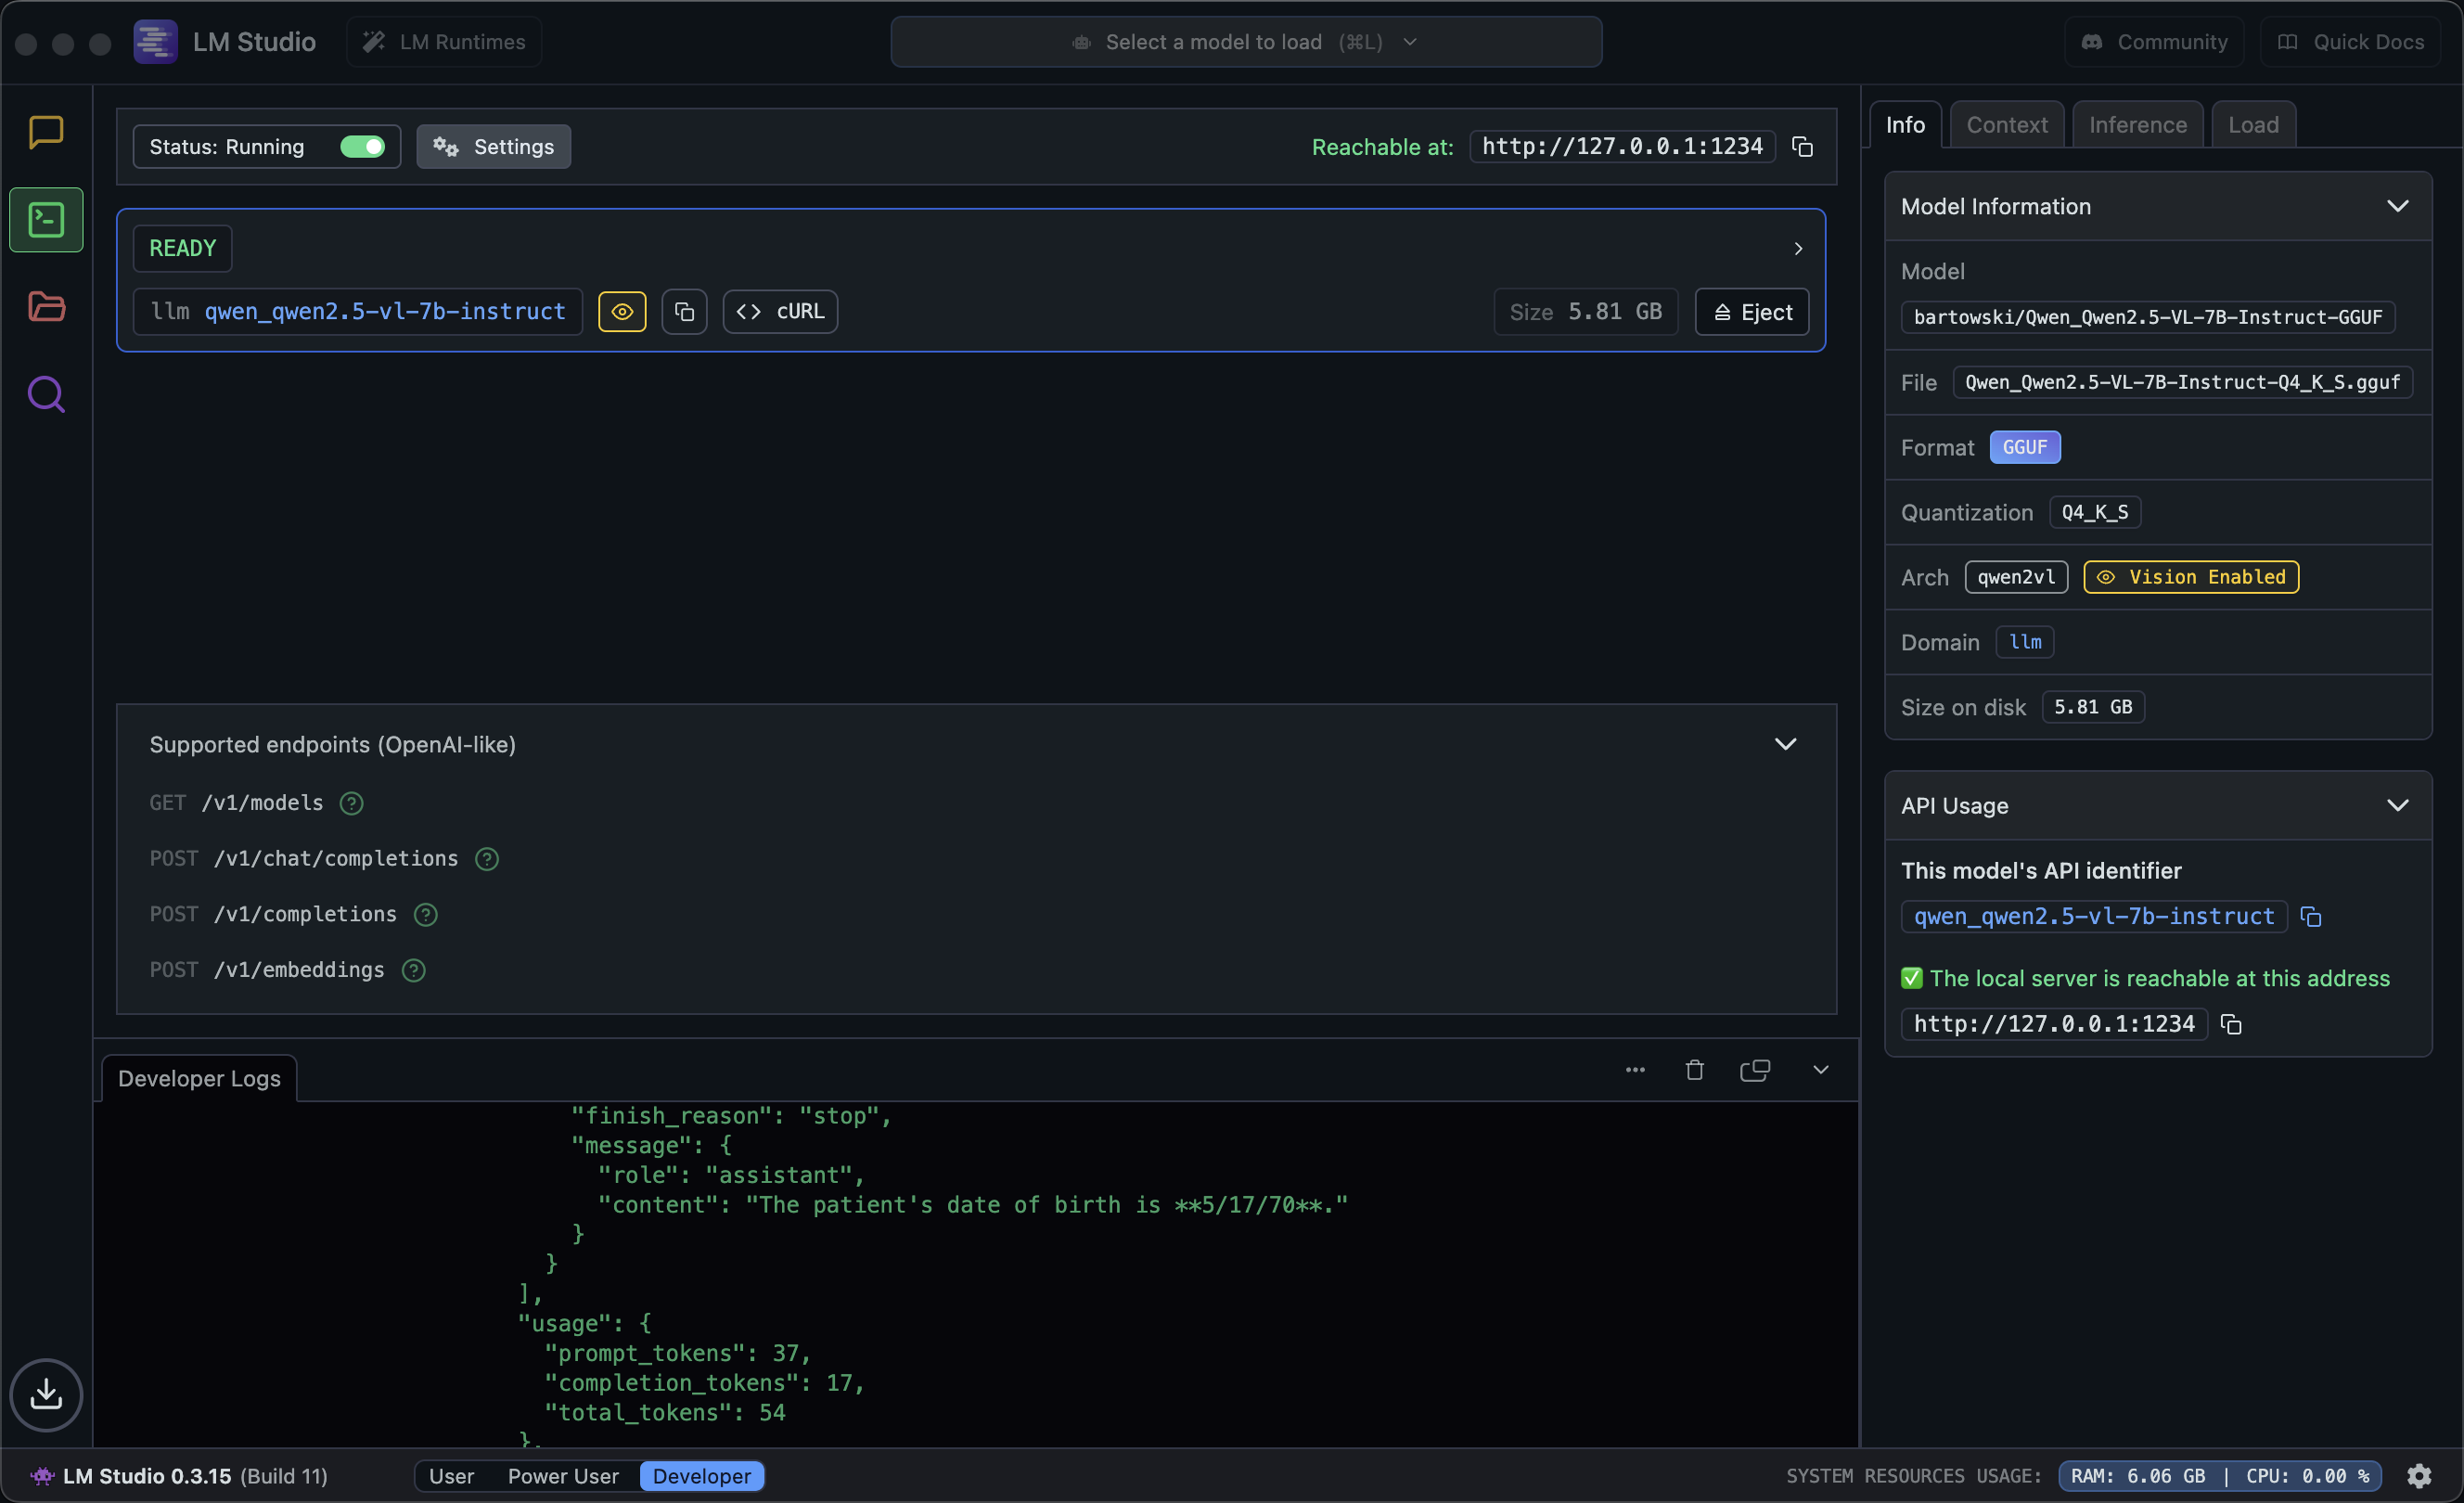 LM Studio
LM Runtimes
Select a model to load (⌘L)
Community
Quick Docs
Status: Running
Settings
Reachable at: http://127.0.0.1:1234
READY
llm qwen_qwen2.5-vl-7b-instruct
cURL
Size 5.81 GB
Eject
Supported endpoints (OpenAI-like)
GET /v1/models
POST /v1/chat/completions
POST /v1/completions
POST /v1/embeddings
Developer Logs
"finish_reason": "stop",
"message": {
"role": "assistant",
"content": "The patient's date of birth is **5/17/70**."
}
}
],
"usage": {
"prompt_tokens": 37,
"completion_tokens": 17,
"total_tokens": 54
},
Info
Context
Inference
Load
Model Information
Model
bartowski/Qwen_Qwen2.5-VL-7B-Instruct-GGUF
File Qwen_Qwen2.5-VL-7B-Instruct-Q4_K_S.gguf
Format GGUF
Quantization Q4_K_S
Arch qwen2vl Vision Enabled
Domain llm
Size on disk 5.81 GB
API Usage
This model's API identifier
qwen_qwen2.5-vl-7b-instruct
✅ The local server is reachable at this address
http://127.0.0.1:1234
LM Studio 0.3.15 (Build 11)
User
Power User
Developer
SYSTEM RESOURCES USAGE: RAM: 6.06 GB | CPU: 0.00 %